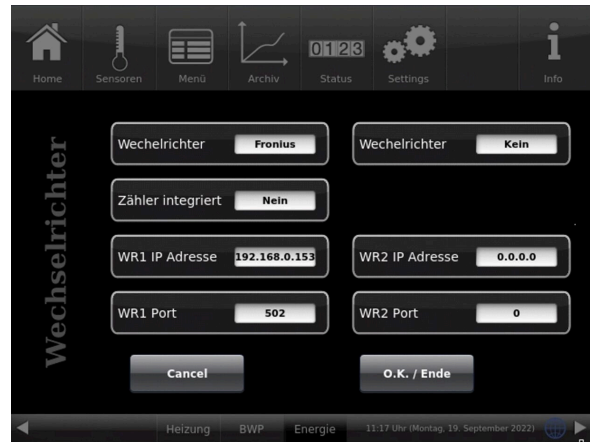 Home Sensoren Menü Archiv 0123 Status Settings Info
Wechselrichter
Wechelrichter Fronius Wechelrichter Kein
Zähler integriert Nein
WR1 IP Adresse 192.168.0.153 WR2 IP Adresse 0.0.0.0
WR1 Port 502 WR2 Port 0
Cancel O.K. / Ende
Heizung BWP Energie 11:17 Uhr (Montag, 19. September 2022)